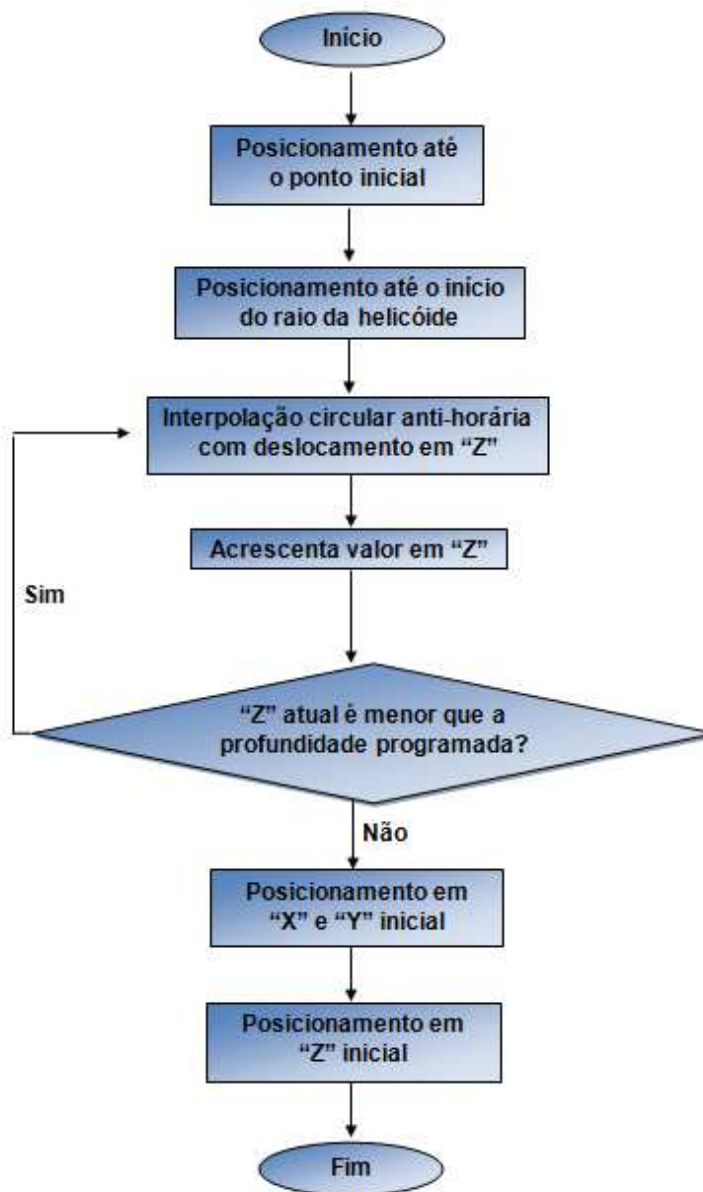 Início
Posicionamento até
o ponto inicial
Posicionamento até o início
do raio da helicóide
Interpolação circular anti-horária
com deslocamento em “Z”
Acrescenta valor em “Z”
Sim
“Z” atual é menor que a
profundidade programada?
Não
Posicionamento em
“X” e “Y” inicial
Posicionamento em
“Z” inicial
Fim